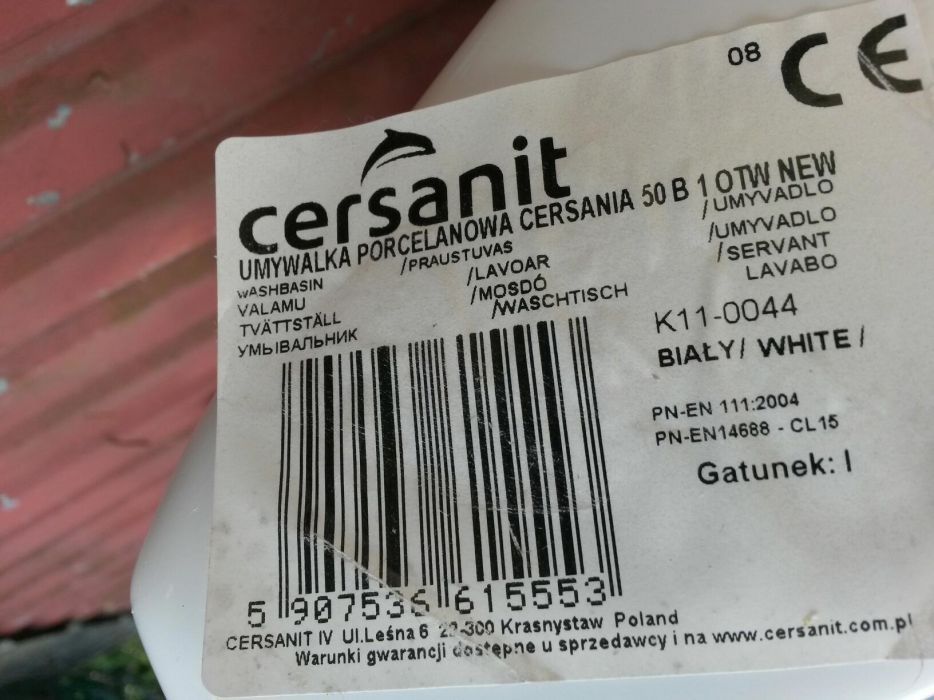 08 CE
cersanit
UMYWALKA PORCELANOWA CERSANIA 50 B 1 OTW NEW
WASHBASIN /PRAUSTUVAS /UMYVADLO
VALAMU /LAVOAR /UMYVADLO
TVÄTTSTÄLL /MOSDÓ /SERVANT
УМЫВАЛЬНИК /WASCHTISCH LAVABO
K11-0044
BIAŁY/ WHITE /
PN-EN 111:2004
PN-EN14688 - CL15
Gatunek: I
5 907536 615553
CERSANIT IV Ul.Leśna 6 22-300 Krasnystaw Poland
Warunki gwarancji dostępne u sprzedawcy i na www.cersanit.com.pl